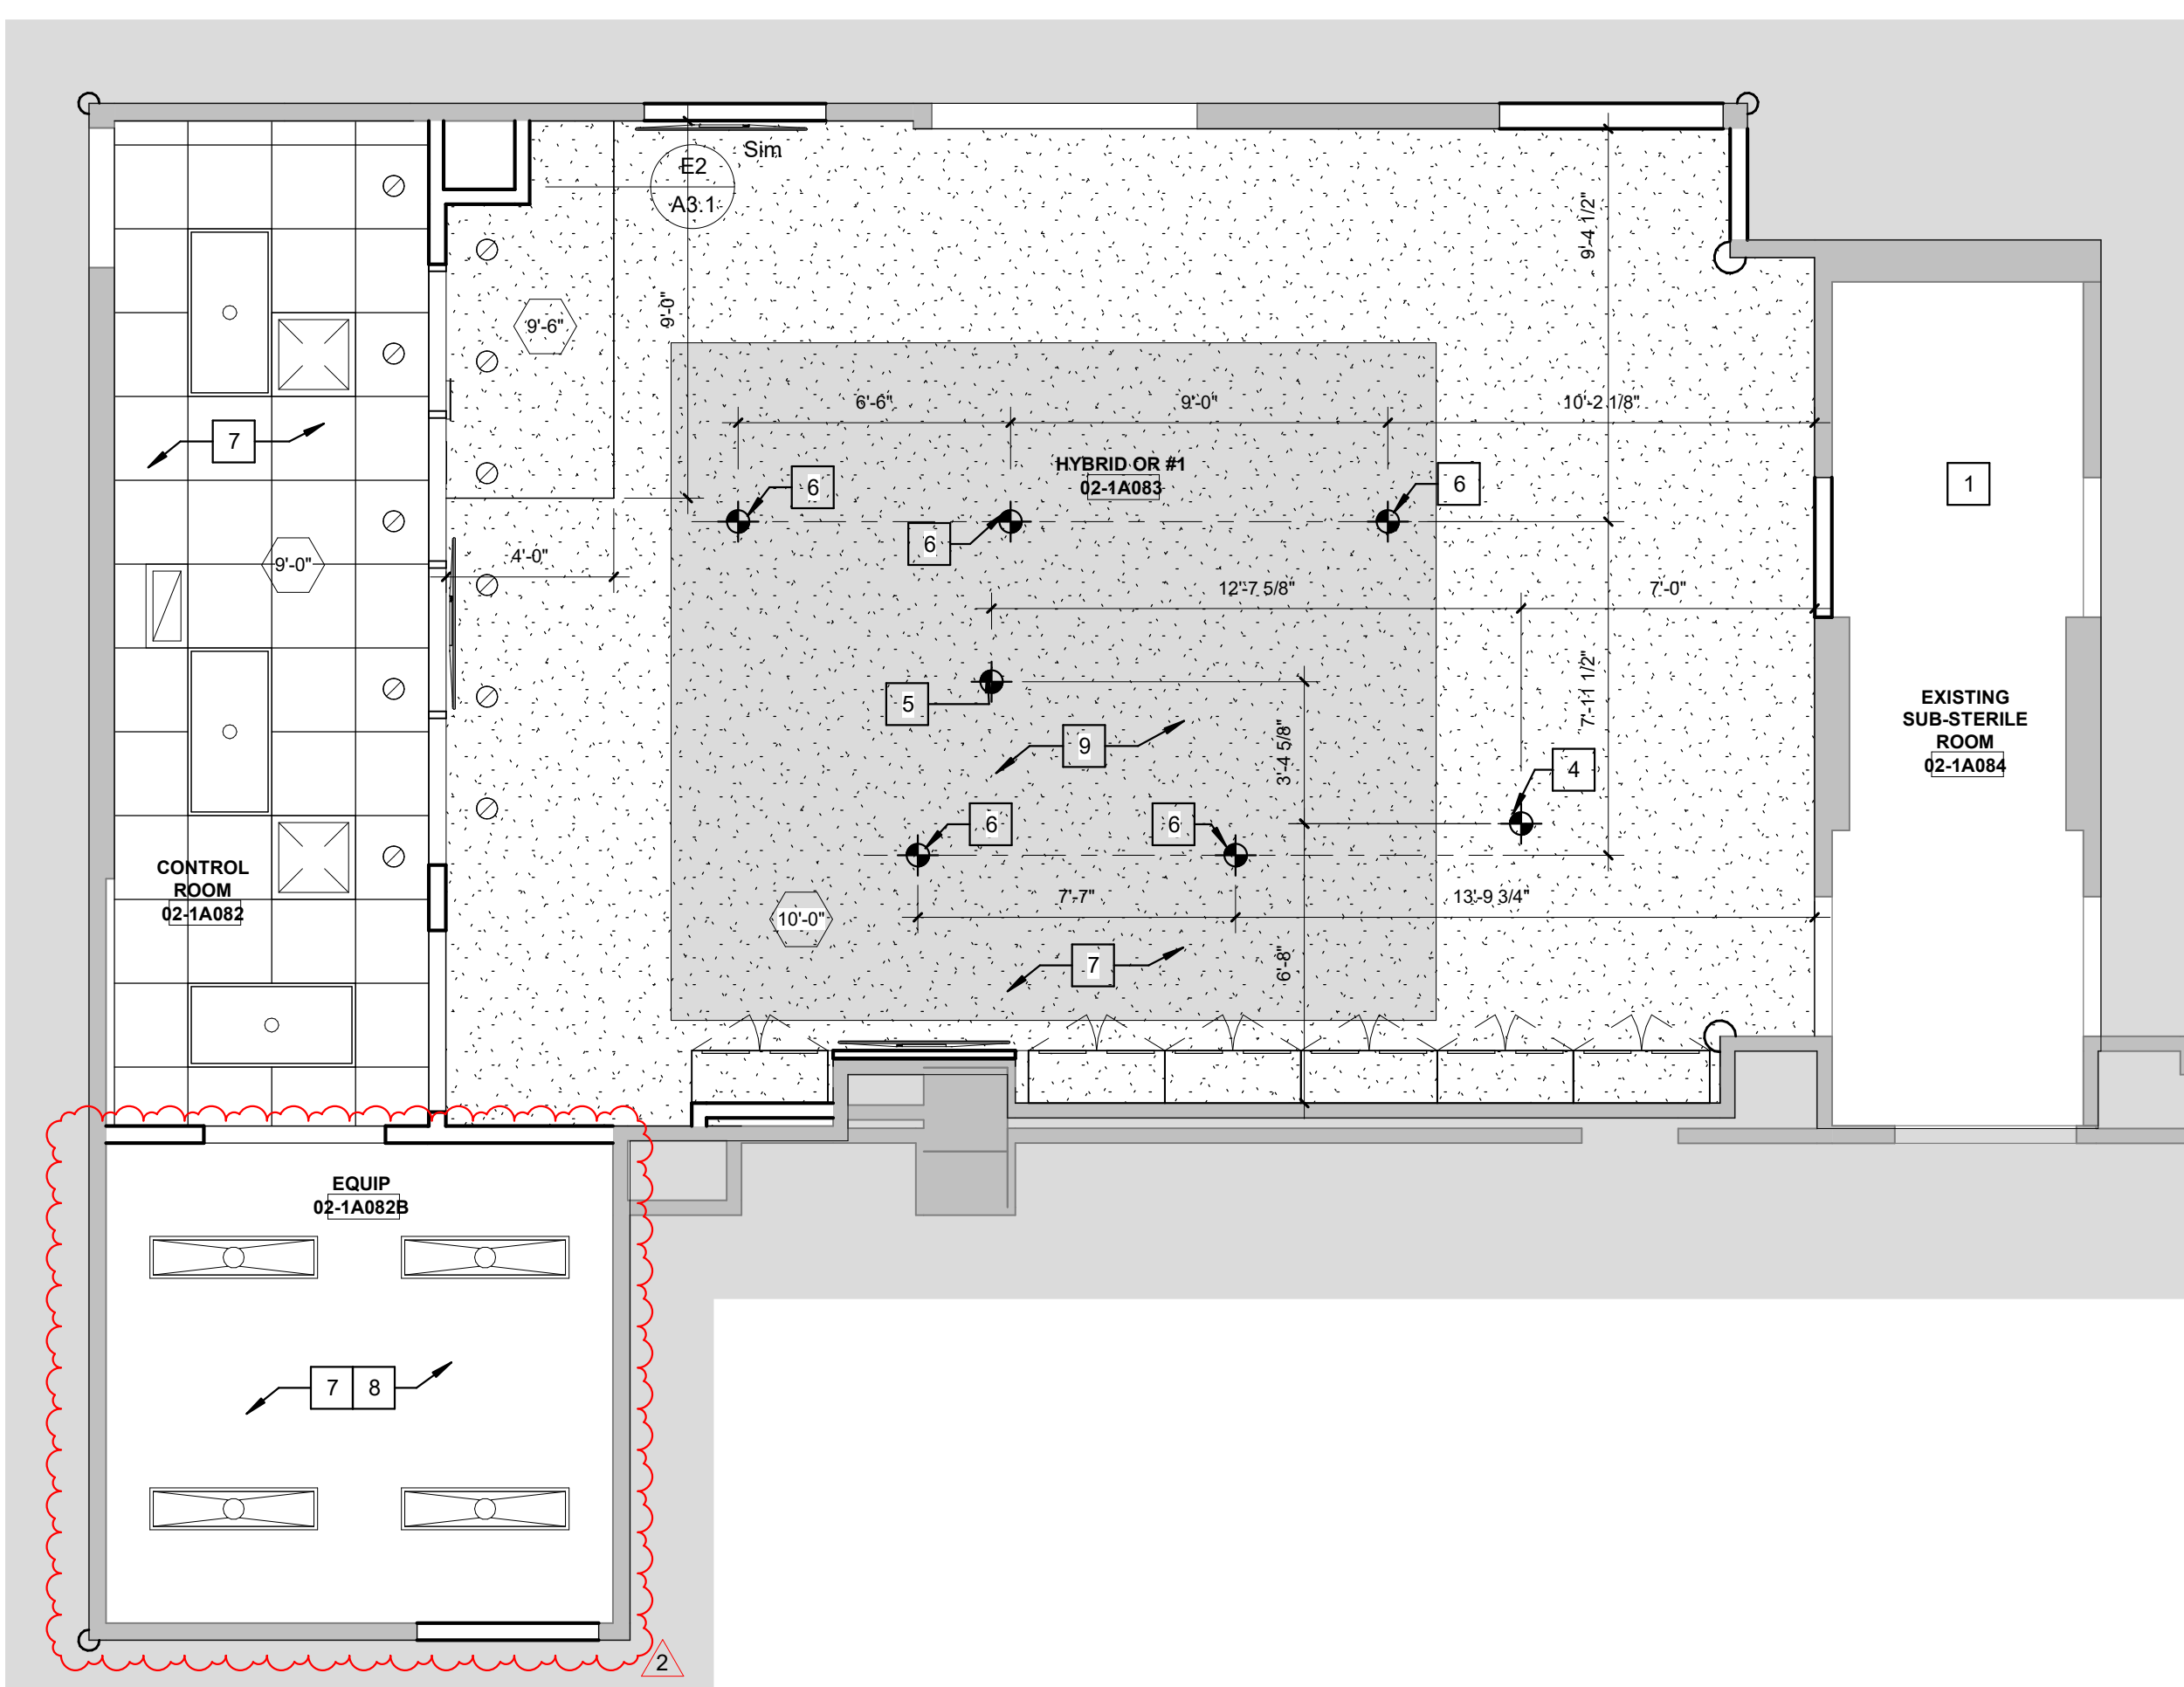 Sim
E2
A3.1
9'-4 1/2"
9'-0"
9'-6"
6'-6"
9'-0"
10'-2 1/8"
7
HYBRID OR #1
02-1A083
6
6
6
1
9'-0"
4'-0"
12'-7 5/8"
7'-0"
5
9
3'-4 5/8"
7'-11 1/2"
4
EXISTING
SUB-STERILE
ROOM
02-1A084
6
6
CONTROL
ROOM
02-1A082
10'-0"
7'-7"
13'-9 3/4"
7
6'-8"
EQUIP
02-1A082B
7 8
2